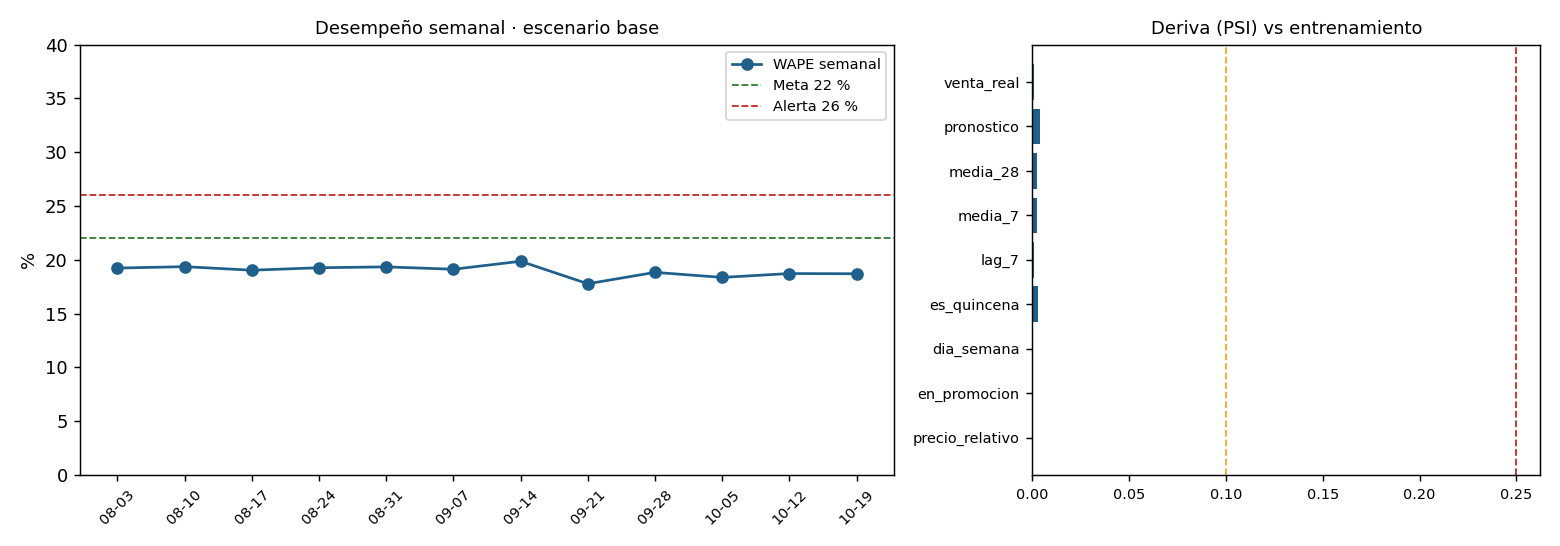 Desempeño semanal · escenario base
WAPE semanal
Meta 22 %
Alerta 26 %
%
40
35
30
25
20
15
10
5
0
08-03
08-10
08-17
08-24
08-31
09-07
09-14
09-21
09-28
10-05
10-12
10-19
Deriva (PSI) vs entrenamiento
venta_real
pronostico
media_28
media_7
lag_7
es_quincena
dia_semana
en_promocion
precio_relativo
0.00
0.05
0.10
0.15
0.20
0.25